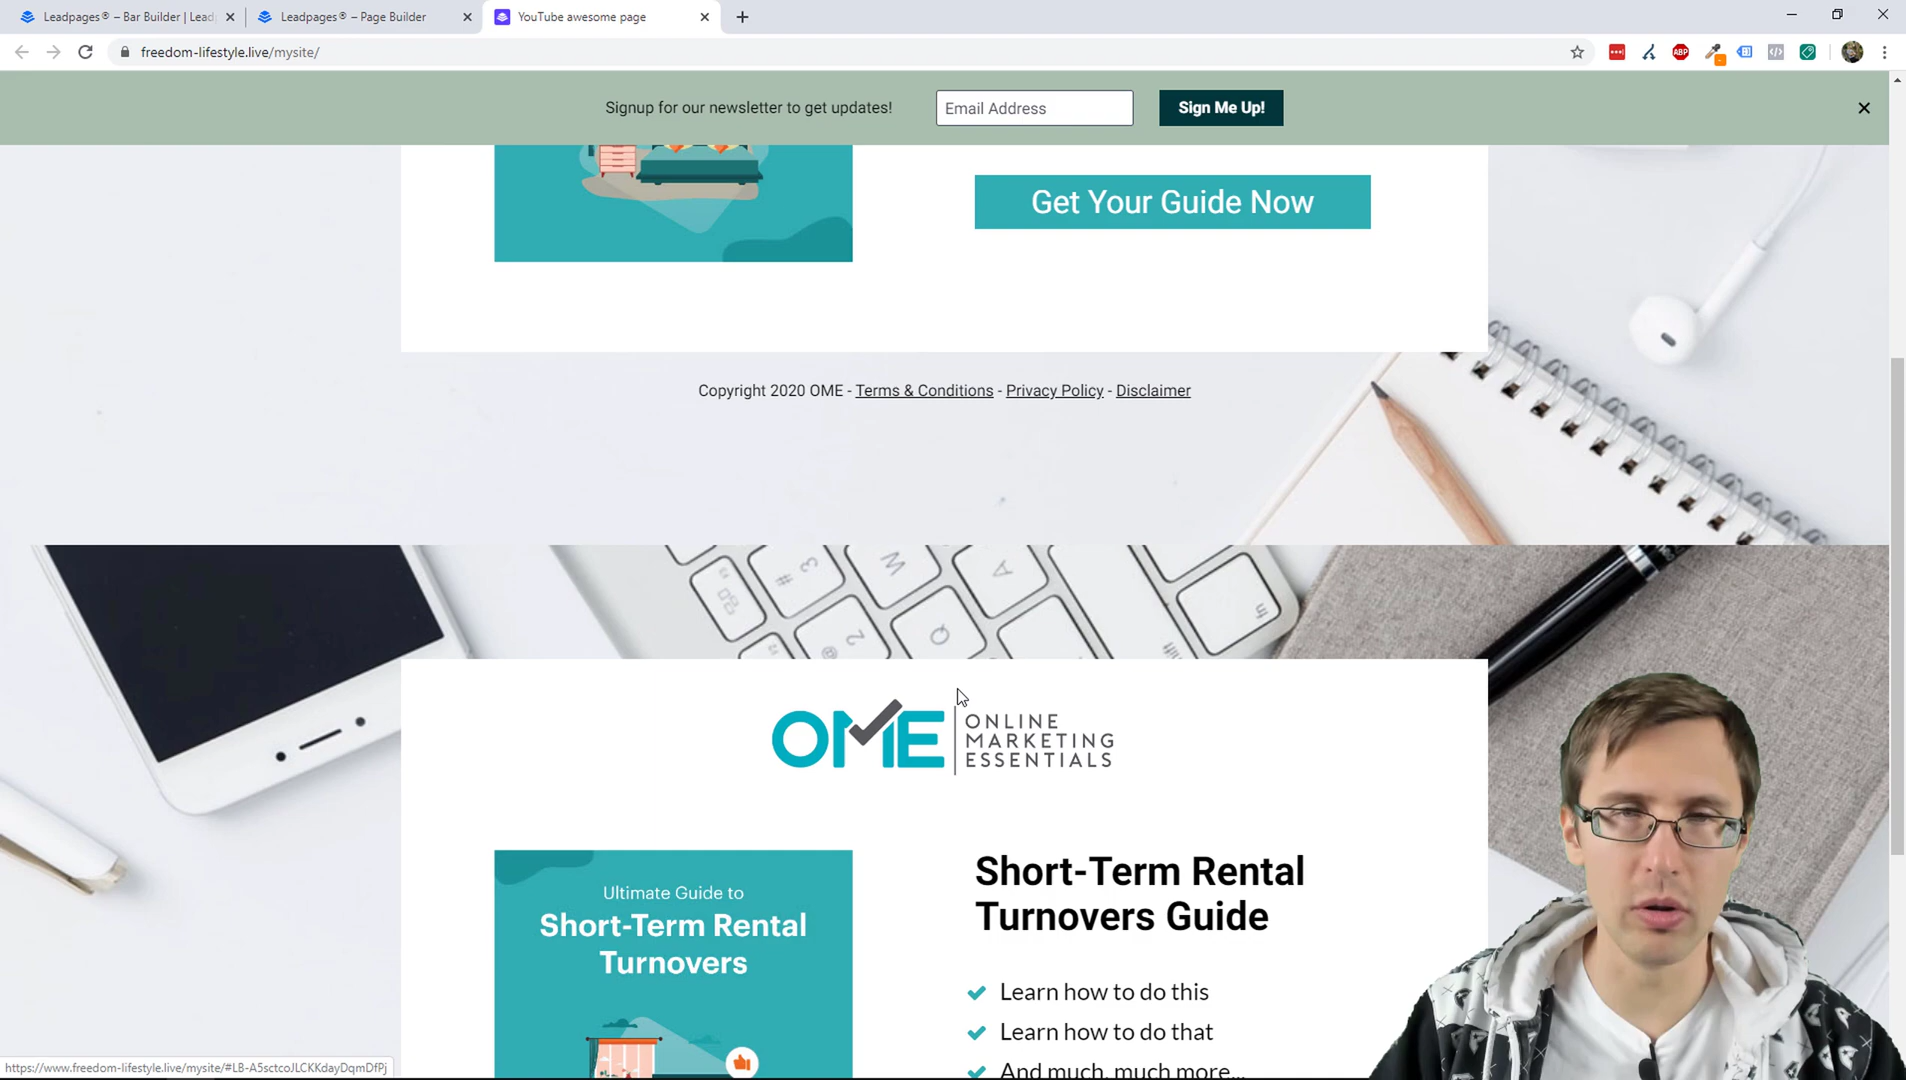 Leadpages® – Bar Builder | Lead
Leadpages® – Page Builder
YouTube awesome page
freedom-lifestyle.live/mysite/
ABP
Signup for our newsletter to get updates!
Email Address
Sign Me Up!
Get Your Guide Now
Copyright 2020 OME - Terms & Conditions - Privacy Policy - Disclaimer
# 3
W
A
@ 2
Q
OME
ONLINE
MARKETING
ESSENTIALS
Ultimate Guide to
Short-Term Rental
Turnovers
Short-Term Rental
Turnovers Guide
Learn how to do this
Learn how to do that
And much, much more...
https://www.freedom-lifestyle.live/mysite/#LB-A5sctcoJLCKKdayDqmDfPj